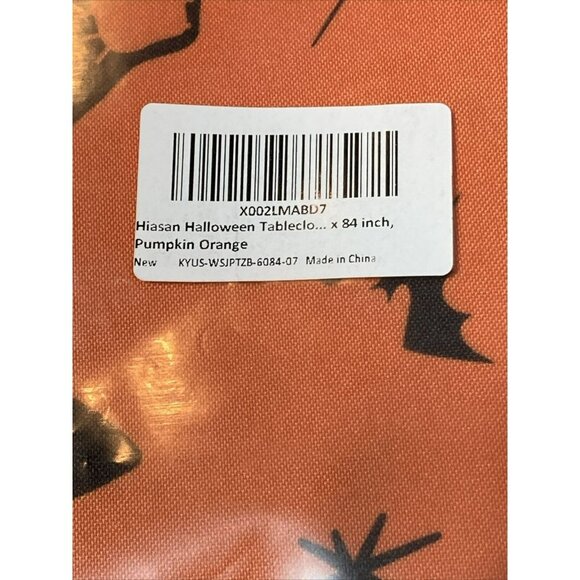 X002LMABD7
Hiasan Halloween Tableclo... x 84 inch,
Pumpkin Orange
New KYUS-WSJPTZB-6084-07 Made in China